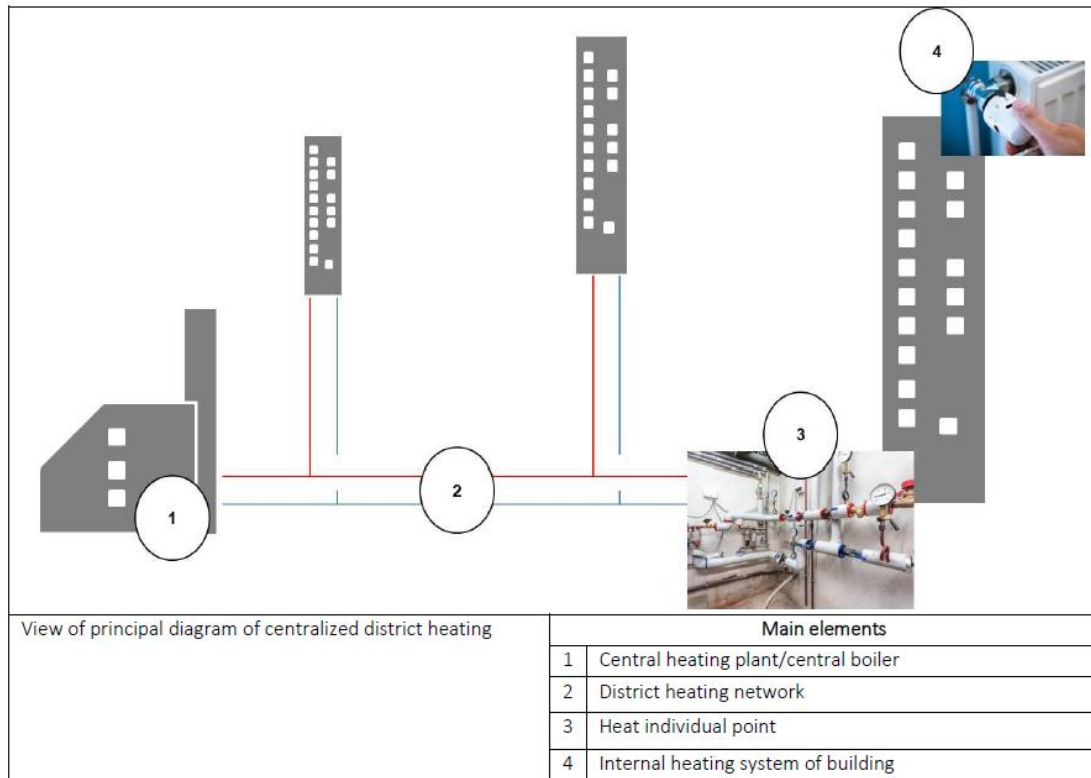 4
3
2
1
View of principal diagram of centralized district heating
Main elements
1 Central heating plant/central boiler
2 District heating network
3 Heat individual point
4 Internal heating system of building